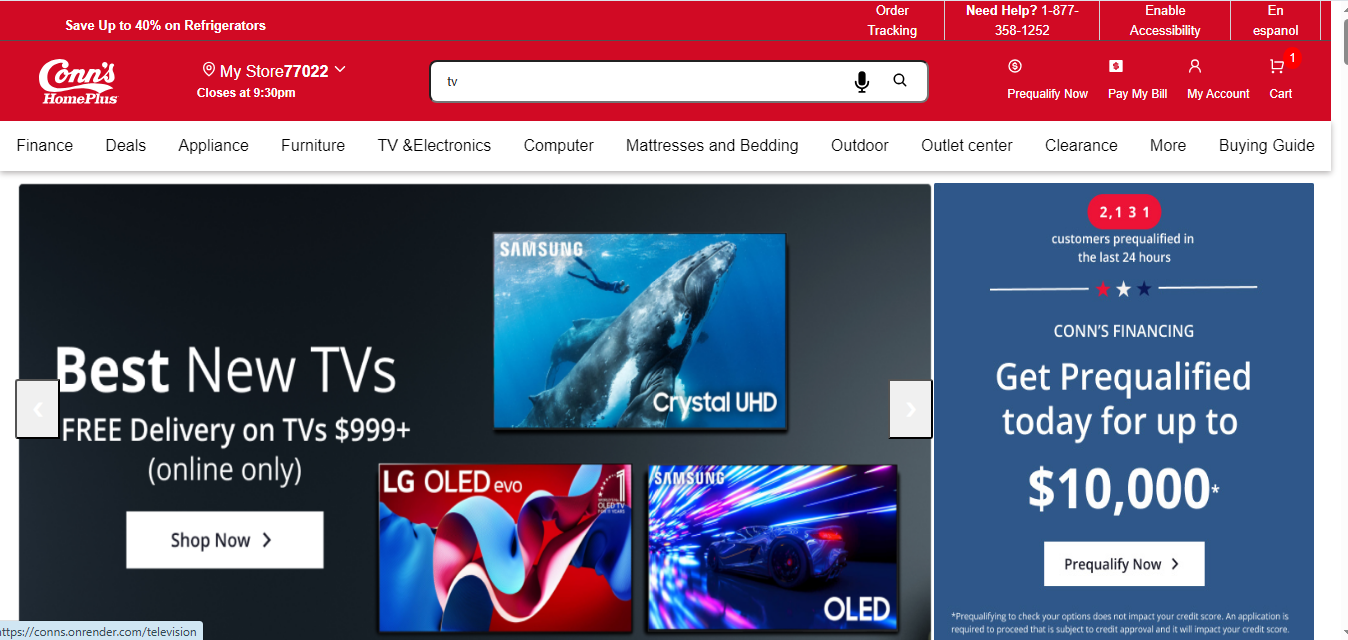 Save Up to 40% on Refrigerators
Order
Tracking
Need Help? 1-877-
358-1252
Enable
Accessibility
En
espanol
Conn's
HomePlus
My Store77022
Closes at 9:30pm
tv
Prequalify Now
Pay My Bill
My Account
1
Cart
Finance
Deals
Appliance
Furniture
TV &Electronics
Computer
Mattresses and Bedding
Outdoor
Outlet center
Clearance
More
Buying Guide
Best New TVs
FREE Delivery on TVs $999+
(online only)
Shop Now
SAMSUNG
Crystal UHD
LG OLED evo
1
OLED TV
SAMSUNG
OLED
2,131
customers prequalified in
the last 24 hours
CONN'S FINANCING
Get Prequalified
today for up to
$10,000*
Prequalify Now
*Prequalifying to check your options does not impact your credit score. An application is
required to proceed that is subject to credit approval and it will impact your credit score.
ttps://conns.onrender.com/television